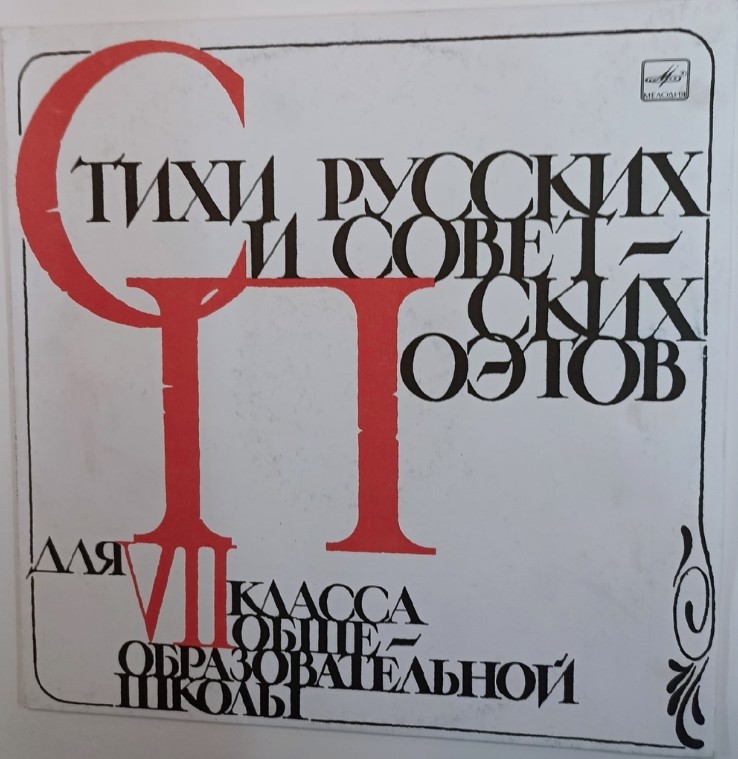 МЕЛОДИЯ
СТИХИ РУССКИХ
И СОВЕТ-
СКИХ
ПОЭТОВ
ДЛЯ VII КЛАССА
ОБЩЕ-
ОБРАЗОВАТЕЛЬНОЙ
ШКОЛЫ